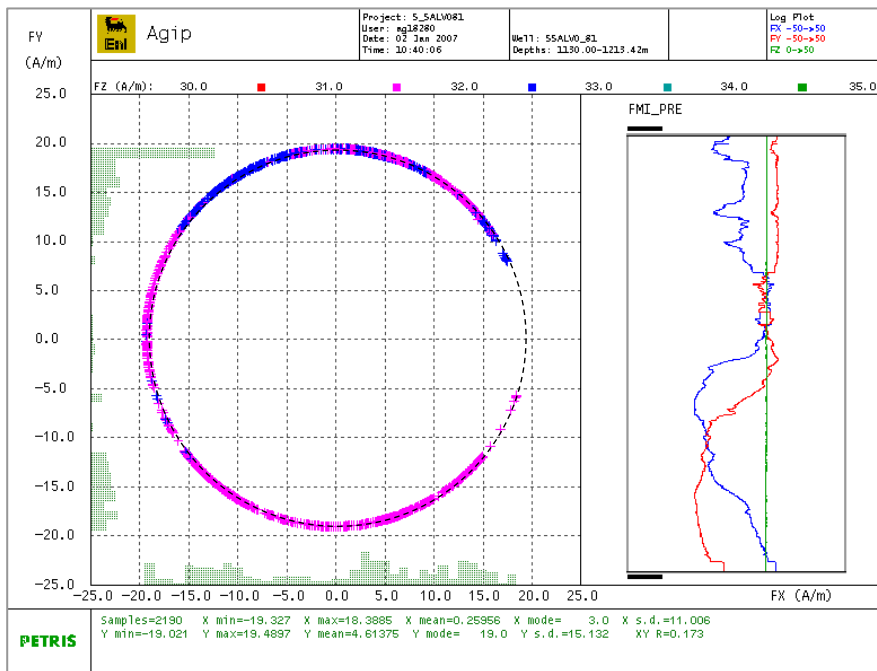 Eni
Agip
Project: S_SALV081
User: mg18280
Date: 02 Jan 2007
Time: 10:40:06
Well: SSALVO_81
Depths: 1130.00-1213.42m
Log Plot
FX -50->50
FY -50->50
FZ 0->50
FY
(A/m)
FZ (A/m): 30.0 31.0 32.0 33.0 34.0 35.0
25.0
20.0
15.0
10.0
5.0
0.0
-5.0
-10.0
-15.0
-20.0
-25.0
-25.0 -20.0 -15.0 -10.0 -5.0 0.0 5.0 10.0 15.0 20.0 25.0
FX (A/m)
FMI_PRE
PETRIS
Samples=2190 X min=-19.327 X max=18.3885 X mean=0.25956 X mode= 3.0 X s.d.=11.006
Y min=-19.021 Y max=19.4897 Y mean=4.61375 Y mode= 19.0 Y s.d.=15.132 XY R=0.173